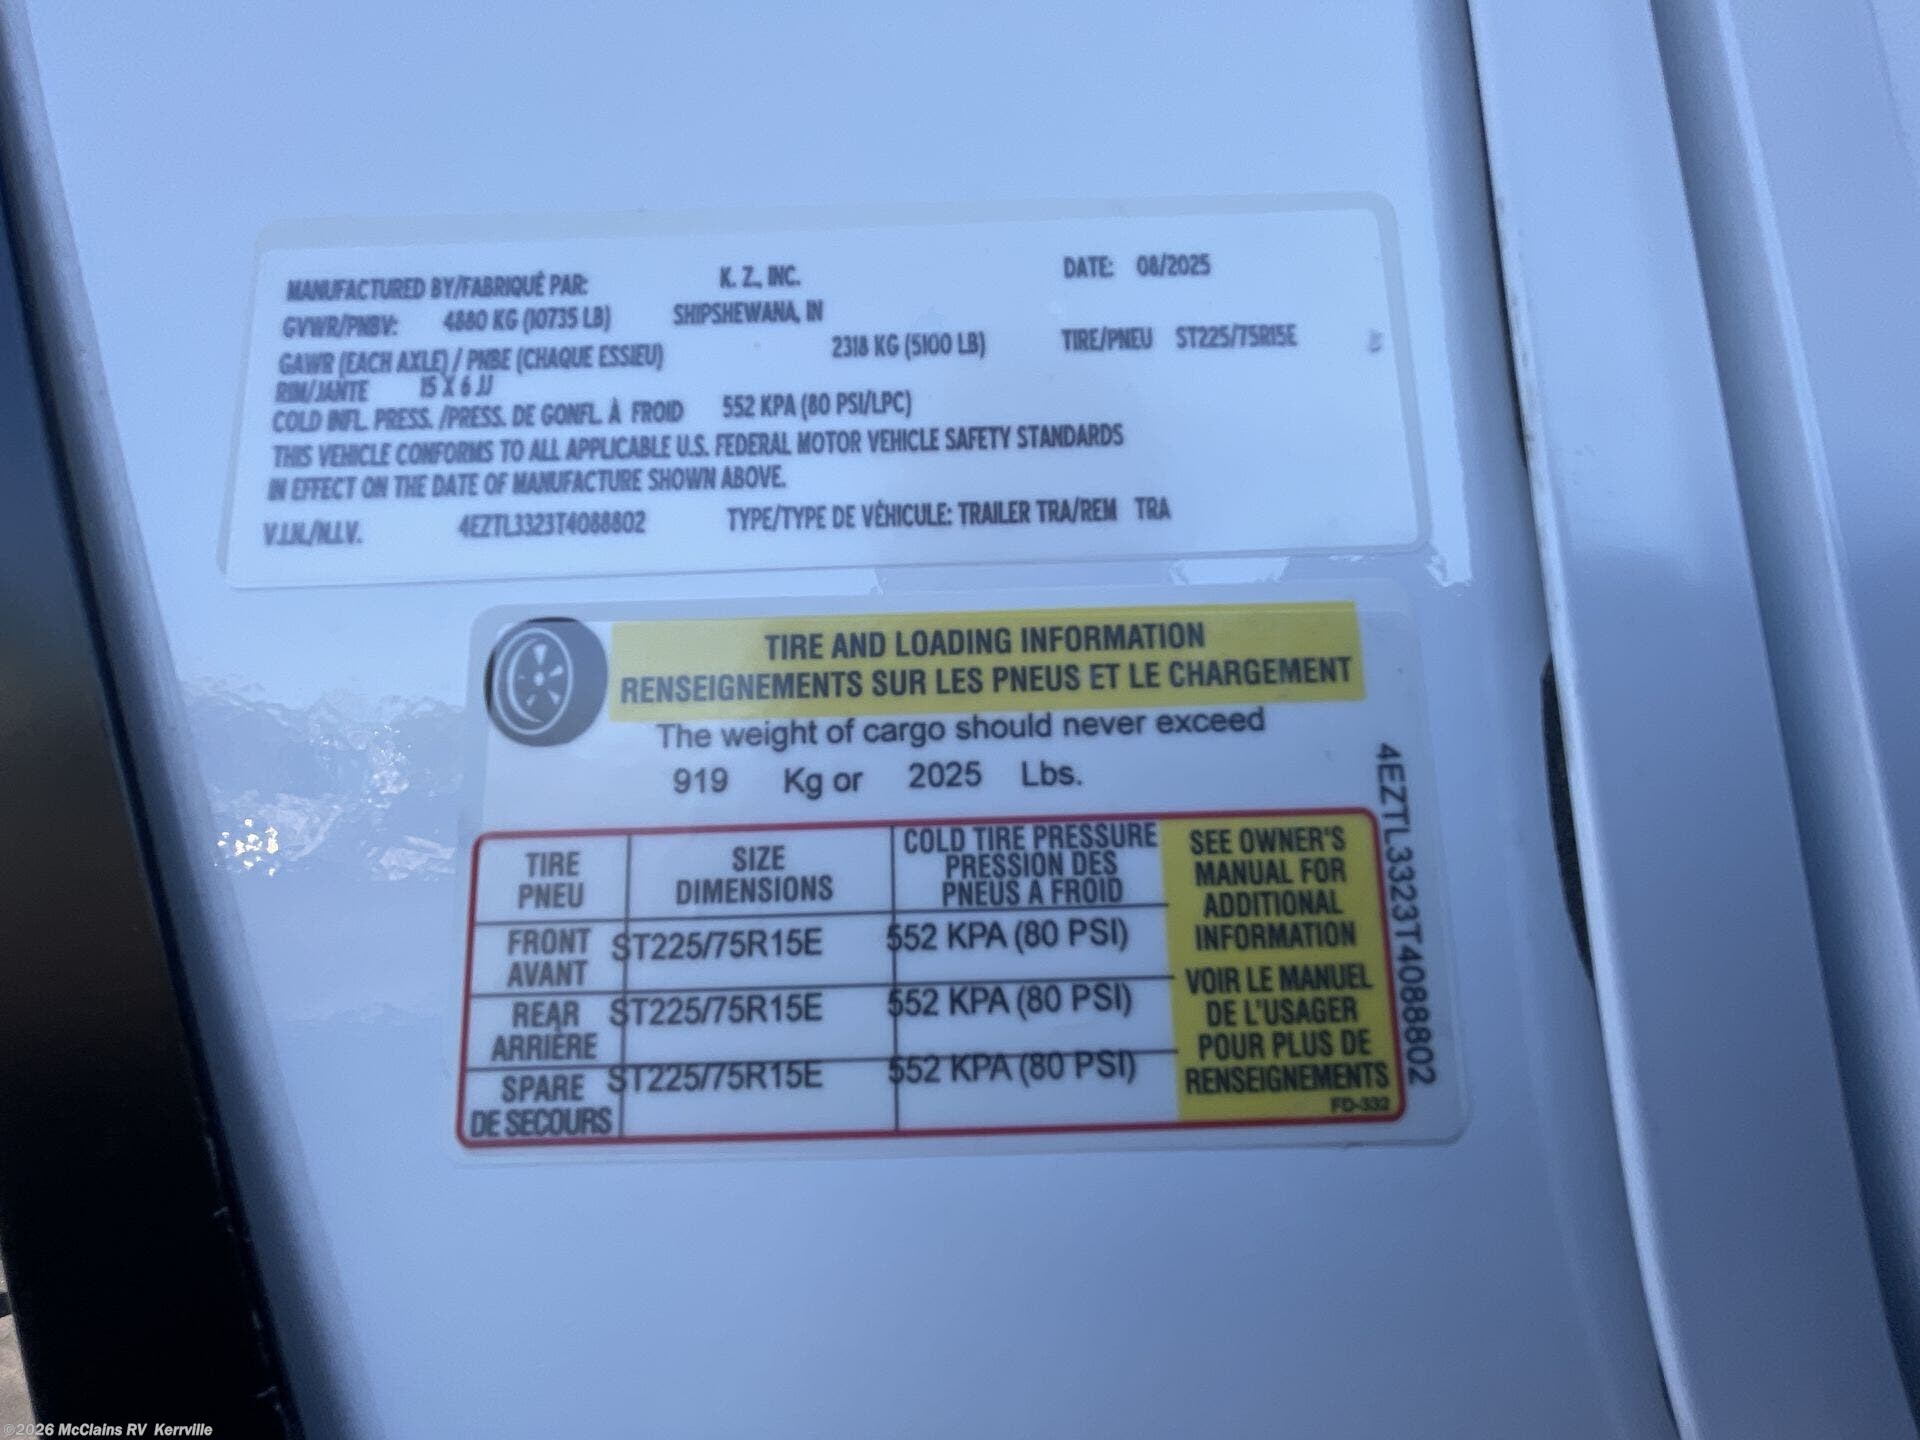 MANUFACTURED BY/FABRIQUÉ PAR: K. Z., INC. DATE: 08/2025
GVWR/PNBV: 4880 KG (10735 LB) SHIPSHEWANA, IN
GAWR (EACH AXLE) / PNBE (CHAQUE ESSIEU) 2318 KG (5100 LB) TIRE/PNEU ST225/75R15E
RIM/JANTE 15 X 6 JJ
COLD INFL. PRESS. /PRESS. DE GONFL. À FROID 552 KPA (80 PSI/LPC)
THIS VEHICLE CONFORMS TO ALL APPLICABLE U.S. FEDERAL MOTOR VEHICLE SAFETY STANDARDS
IN EFFECT ON THE DATE OF MANUFACTURE SHOWN ABOVE.
V.I.N./N.I.V. 4EZTL3323T4088802 TYPE/TYPE DE VÉHICULE: TRAILER TRA/REM TRA
TIRE AND LOADING INFORMATION
RENSEIGNEMENTS SUR LES PNEUS ET LE CHARGEMENT
The weight of cargo should never exceed
919 Kg or 2025 Lbs.
TIRE
PNEU
SIZE
DIMENSIONS
COLD TIRE PRESSURE
PRESSION DES
PNEUS A FROID
FRONT
AVANT
ST225/75R15E 552 KPA (80 PSI)
REAR
ARRIÈRE
ST225/75R15E 552 KPA (80 PSI)
SPARE
DE SECOURS
ST225/75R15E 552 KPA (80 PSI)
SEE OWNER'S
MANUAL FOR
ADDITIONAL
INFORMATION
VOIR LE MANUEL
DE L'USAGER
POUR PLUS DE
RENSEIGNEMENTS
FD-332
4EZTL3323T4088802
©2026 McClains RV Kerrville